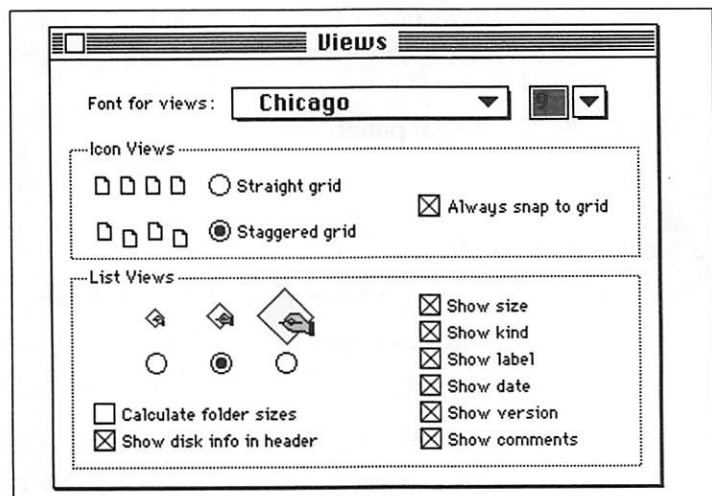 Views
Font for views: Chicago 9
Icon Views
Straight grid
Staggered grid
Always snap to grid
List Views
Show size
Show kind
Show label
Show date
Show version
Show comments
Calculate folder sizes
Show disk info in header